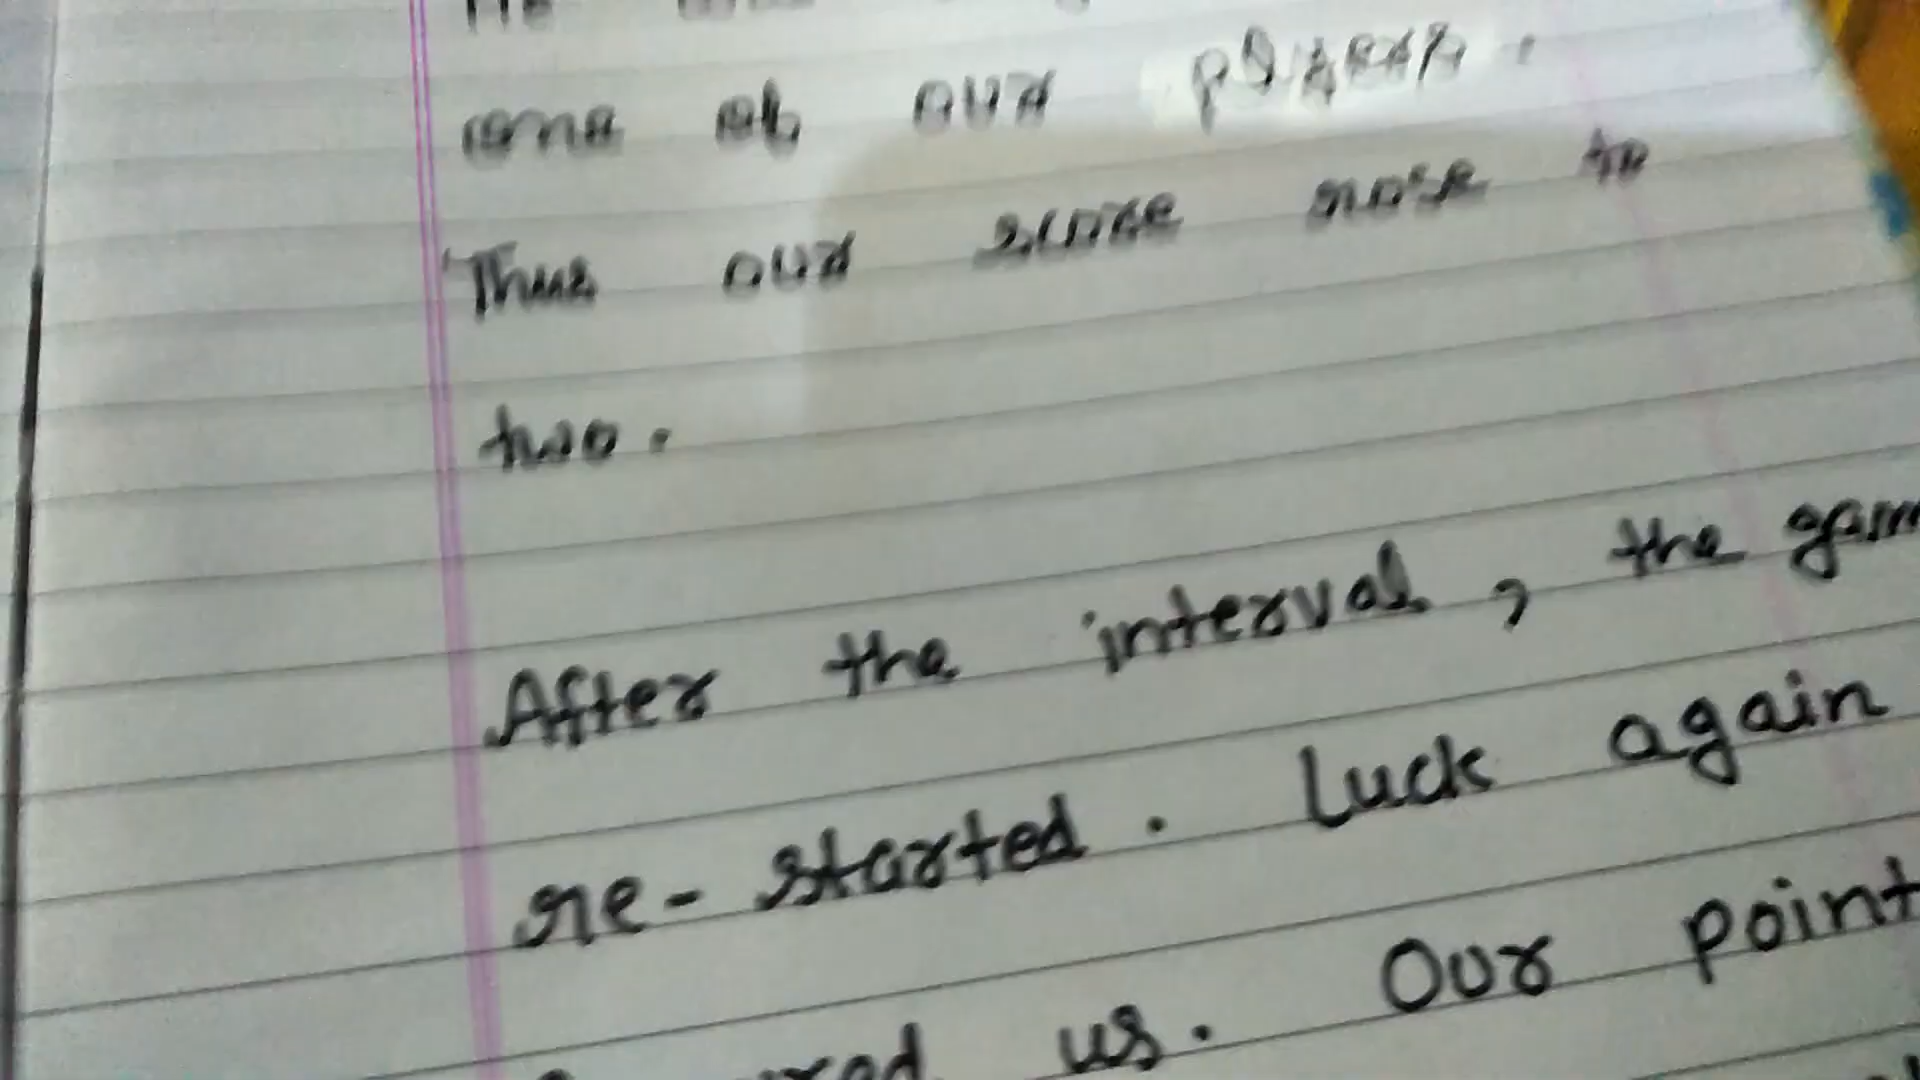 one of our players.
Thus our score rose to
two.
After the interval, the gam
re-started. Luck again
us. Our point